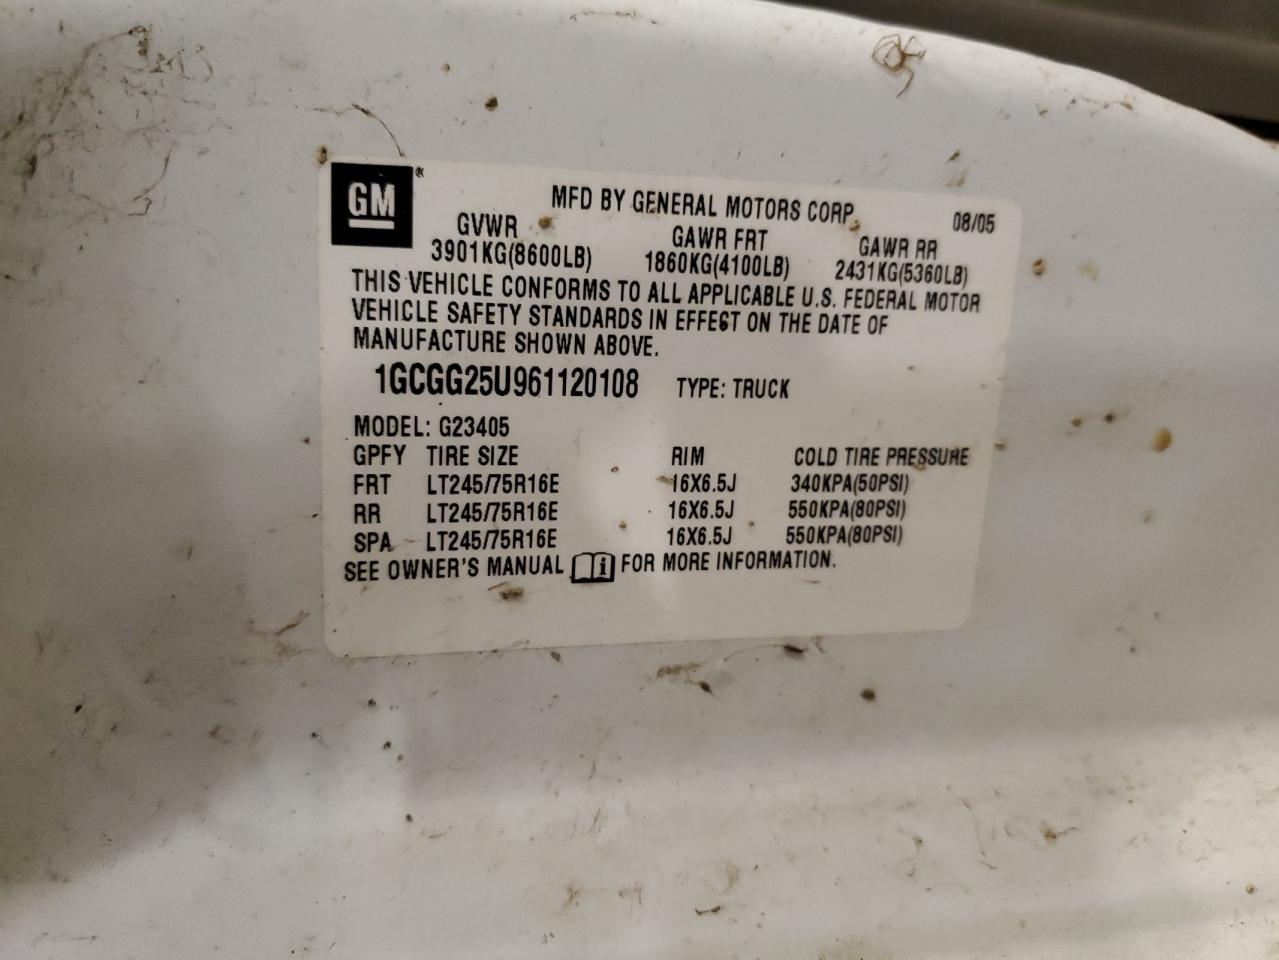 GM®
MFD BY GENERAL MOTORS CORP. 08/05
GVWR GAWR FRT GAWR RR
3901KG(8600LB) 1860KG(4100LB) 2431KG(5360LB)
THIS VEHICLE CONFORMS TO ALL APPLICABLE U.S. FEDERAL MOTOR
VEHICLE SAFETY STANDARDS IN EFFECT ON THE DATE OF
MANUFACTURE SHOWN ABOVE.
1GCGG25U961120108 TYPE: TRUCK
MODEL: G23405
GPFY TIRE SIZE RIM COLD TIRE PRESSURE
FRT LT245/75R16E 16X6.5J 340KPA(50PSI)
RR LT245/75R16E 16X6.5J 550KPA(80PSI)
SPA LT245/75R16E 16X6.5J 550KPA(80PSI)
SEE OWNER'S MANUAL i FOR MORE INFORMATION.